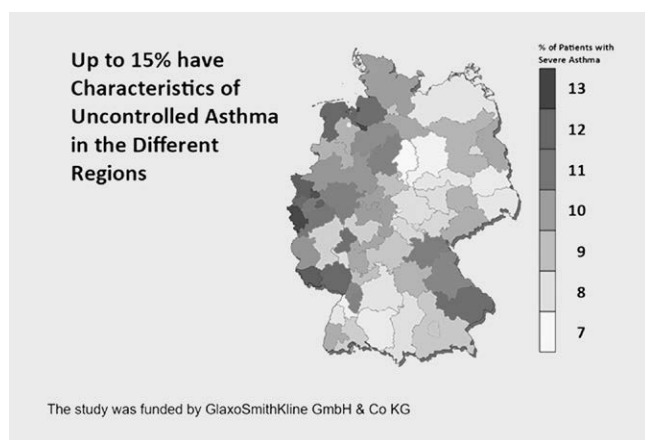 Up to 15% have
Characteristics of
Uncontrolled Asthma
in the Different
Regions
% of Patients with
Severe Asthma
13
12
11
10
9
8
7
The study was funded by GlaxoSmithKline GmbH & Co KG